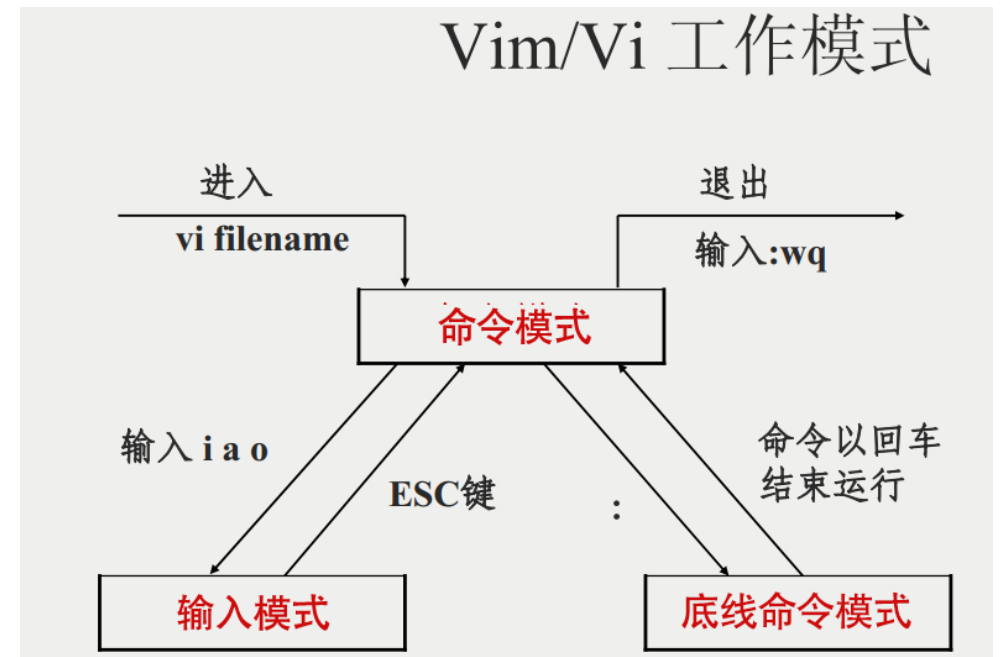 Vim/Vi 工作模式
进入
vi filename
退出
输入:wq
命令模式
输入 i a o
ESC键
:
命令以回车
结束运行
输入模式
底线命令模式